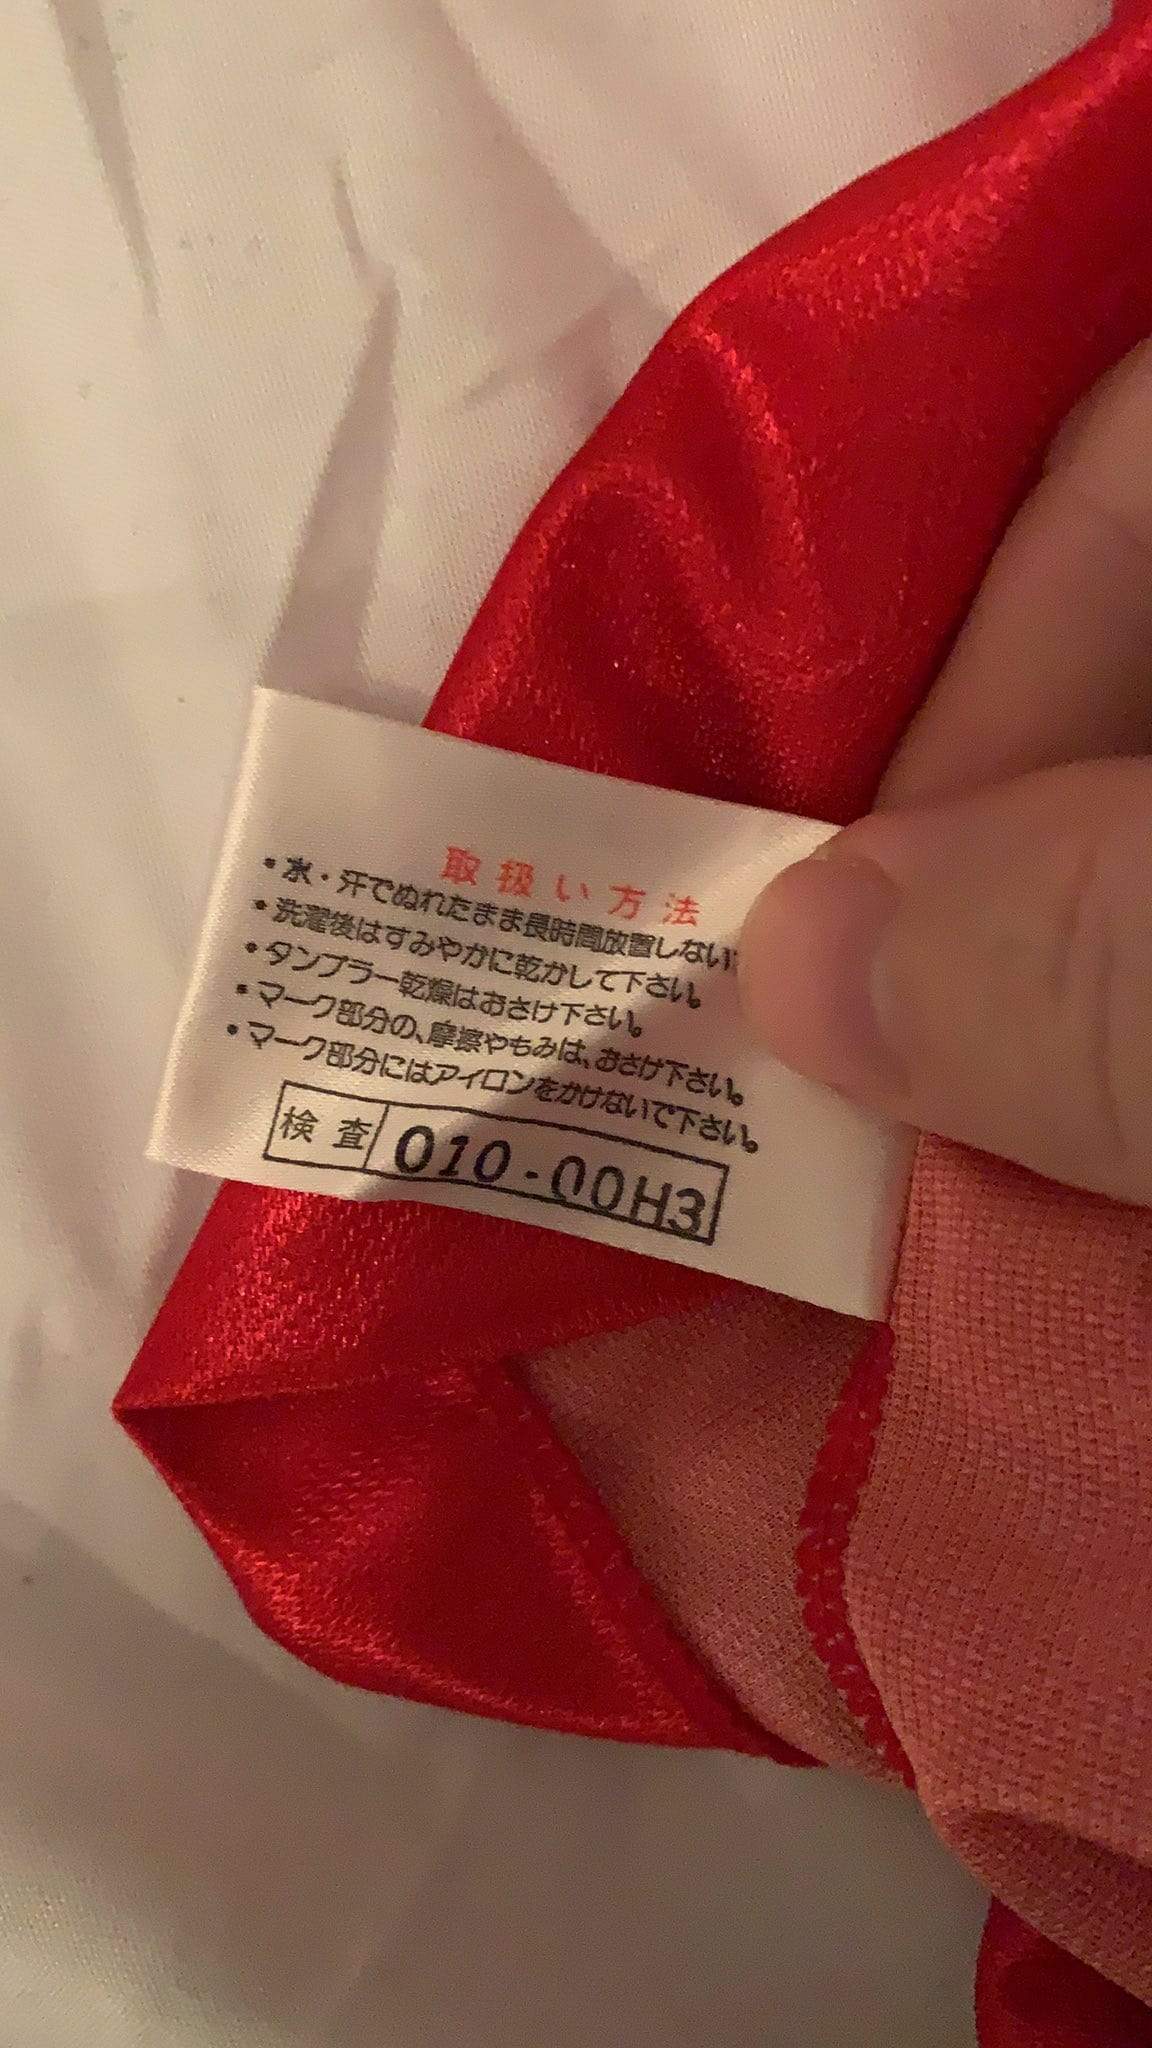 取扱い方法
・水・汗でぬれたまま長時間放置しない
・洗濯後はすみやかに乾かして下さい。
・タンブラー乾燥はおさけ下さい。
・マーク部分の、摩擦やもみは、おさけ下さい。
・マーク部分にはアイロンをかけないで下さい。
検査 010-00H3